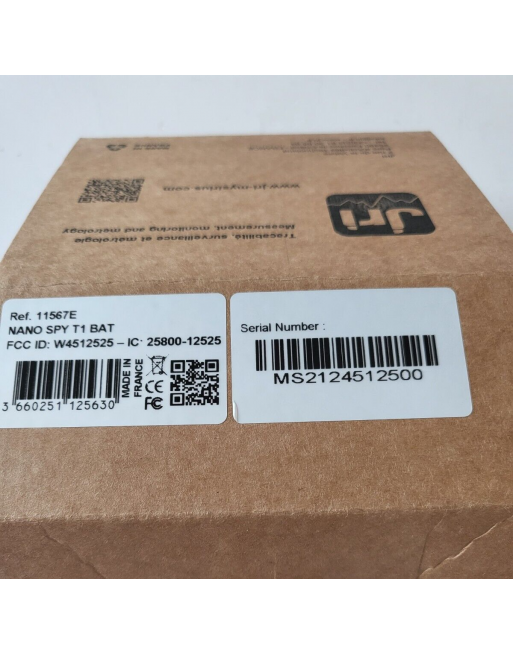 www.jri-mysirius.com
JRI
Traçabilité, surveillance et métrologie
Measurement, monitoring and metrology
Ref. 11567E
NANO SPY T1 BAT
FCC ID: W4512525 – IC: 25800-12525
MADE IN
FRANCE
CE
FC
3 660251 125630
Serial Number :
MS2124512500